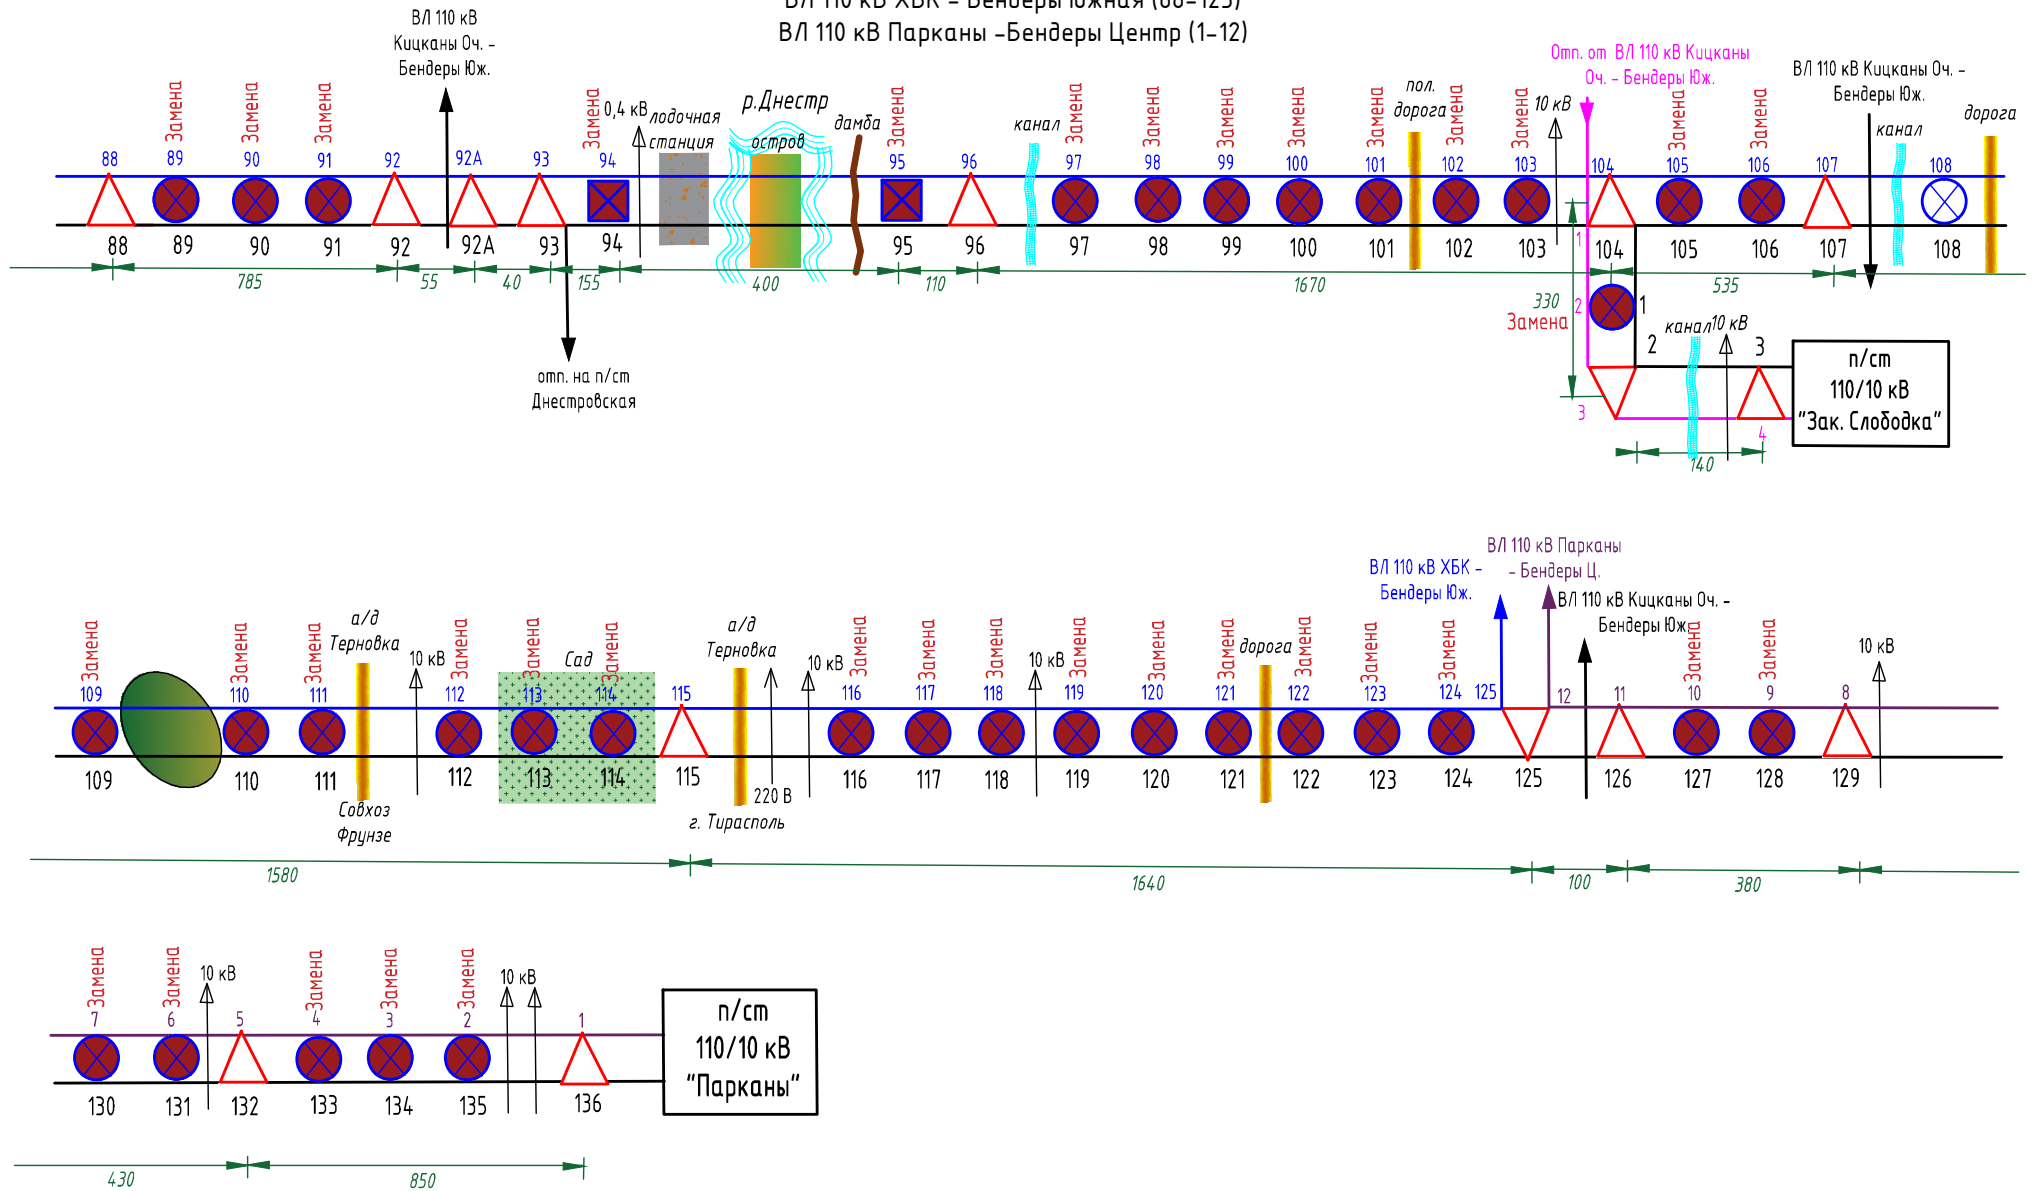 ВЛ 110 кВ ХБК - Бендеры Южная (88-125)
ВЛ 110 кВ Парканы -Бендеры Центр (1-12)
ВЛ 110 кВ
Кицканы Оч. -
Бендеры Юж.
Отп. от ВЛ 110 кВ Кицканы
Оч. - Бендеры Юж.
ВЛ 110 кВ Кицканы Оч. -
Бендеры Юж.
Замена Замена Замена Замена 0,4 кВ лодочная станция р.Днестр остров дамба Замена канал Замена Замена Замена Замена Замена пол. дорога Замена Замена 10 кВ Замена Замена канал дорога
88 89 90 91 92 92А 93 94 95 96 97 98 99 100 101 102 103 104 105 106 107 108
88 89 90 91 92 92А 93 94 95 96 97 98 99 100 101 102 103 1 104 105 106 107 108
785 55 40 155 400 110 1670 535
330 2 1
Замена
канал 10 кВ
2 3
отп. на п/ст
Днестровская
п/ст
110/10 кВ
"Зак. Слободка"
3 4
140
ВЛ 110 кВ ХБК -
Бендеры Юж.
ВЛ 110 кВ Парканы
- Бендеры Ц.
ВЛ 110 кВ Кицканы Оч. -
Бендеры Юж.
Замена Замена Замена а/д Терновка 10 кВ Замена Замена Сад Замена а/д Терновка 10 кВ Замена Замена Замена 10 кВ Замена Замена Замена дорога Замена Замена Замена Замена Замена 10 кВ
109 110 111 112 113 114 115 116 117 118 119 120 121 122 123 124 125 12 11 10 9 8
109 110 111 112 113 114 115 116 117 118 119 120 121 122 123 124 125 126 127 128 129
Совхоз
Фрунзе
220 В
г. Тирасполь
1580 1640 100 380
Замена Замена 10 кВ Замена Замена Замена 10 кВ
7 6 5 4 3 2 1
130 131 132 133 134 135 136
п/ст
110/10 кВ
"Парканы"
430 850